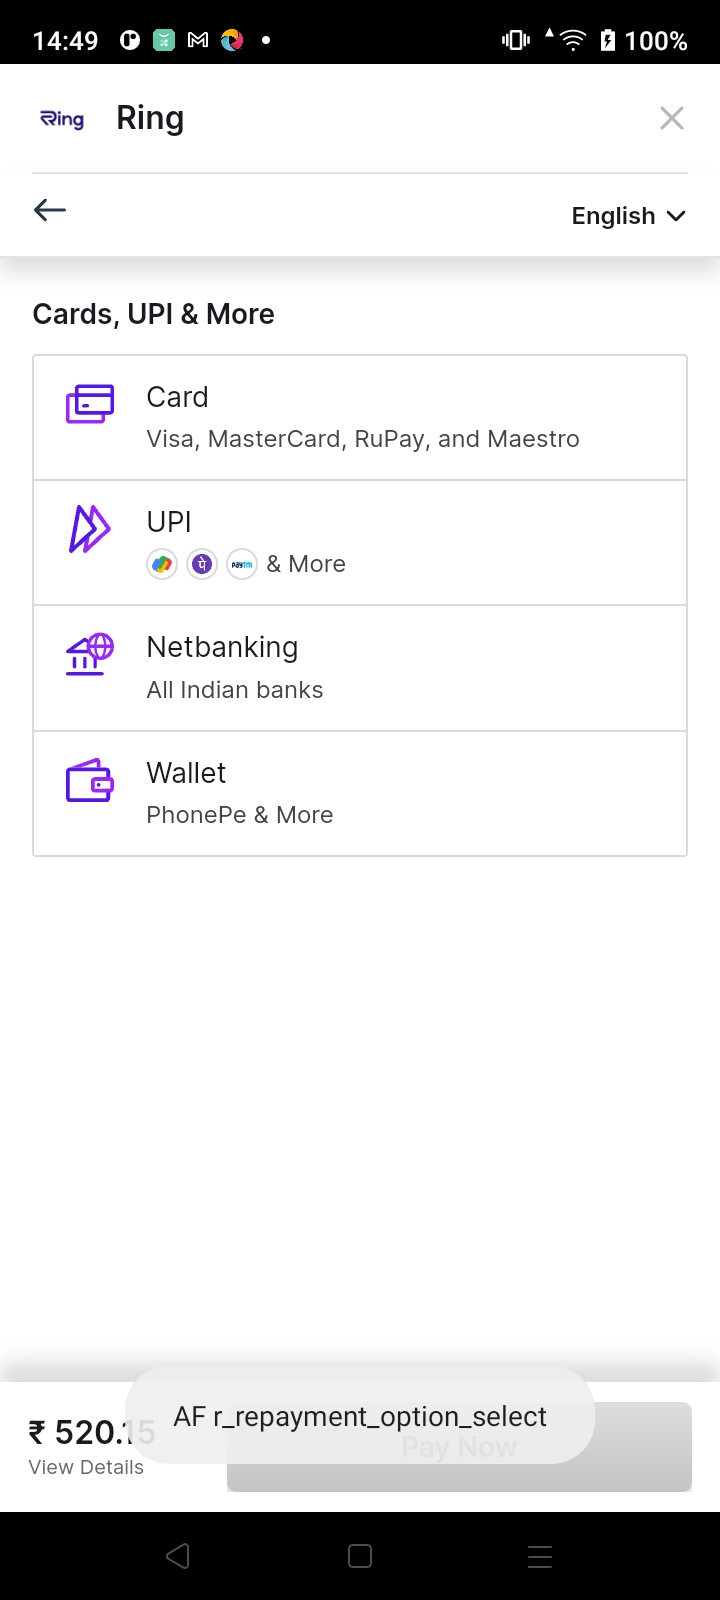 14:49
100%
Ring
Ring
English
Cards, UPI & More
Card
Visa, MasterCard, RuPay, and Maestro
UPI
पे
paytm
& More
Netbanking
All Indian banks
Wallet
PhonePe & More
₹ 520.15
View Details
Pay Now
AF r_repayment_option_select